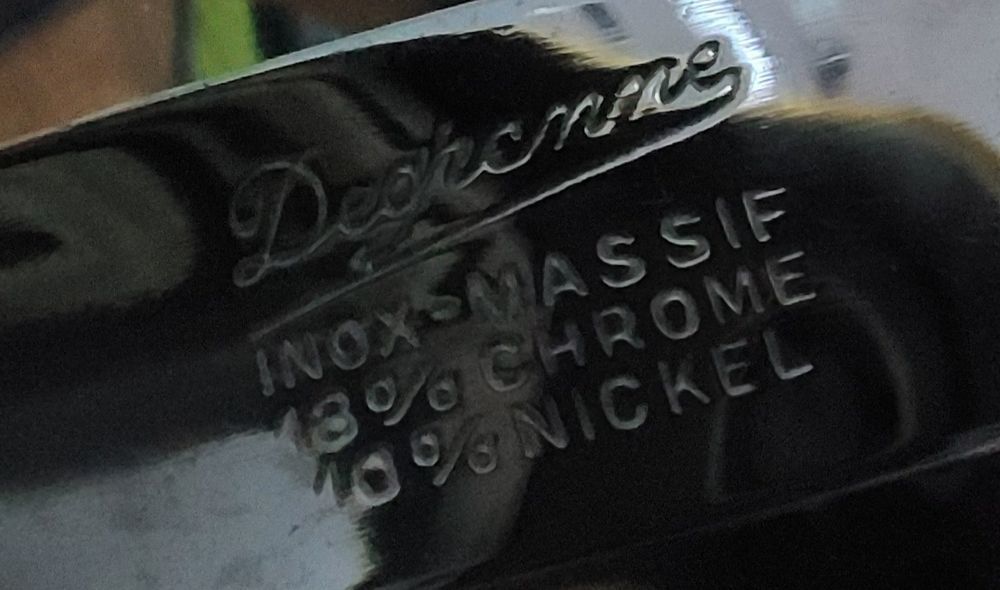 Degrenne
INOX-MASSIF
18% CHROME
10% NICKEL